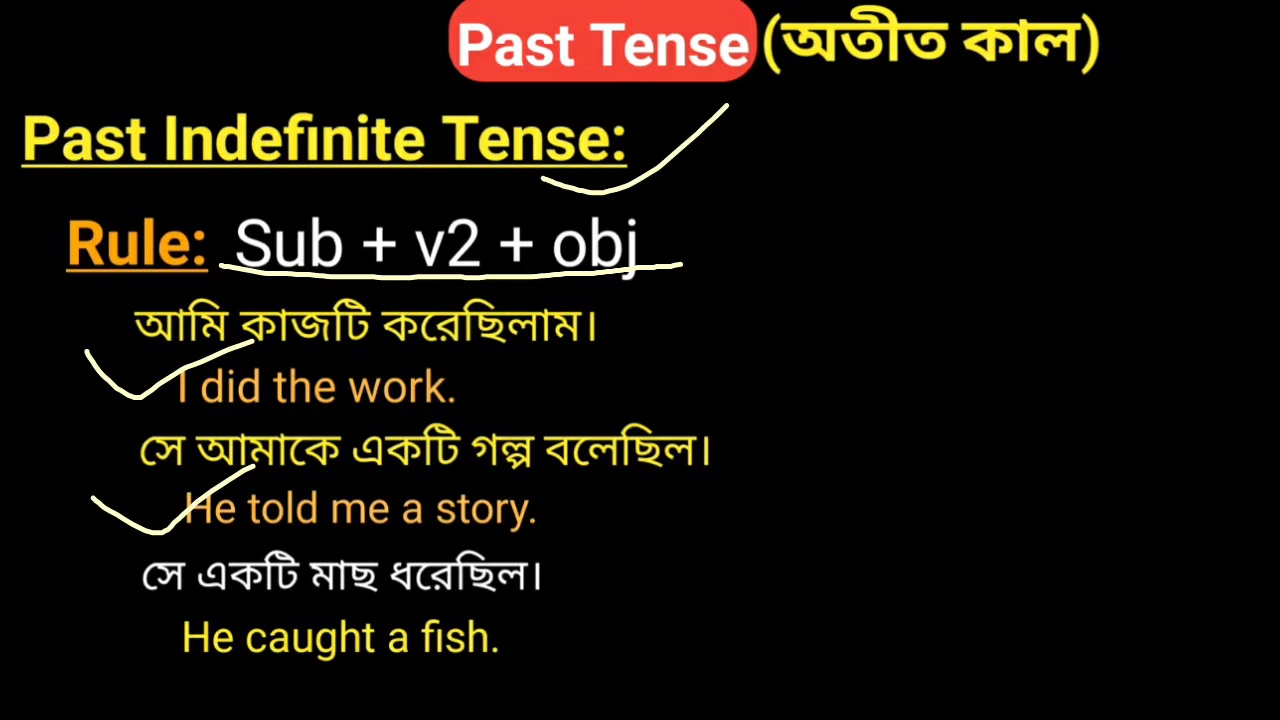 Past Tense (অতীত কাল)
Past Indefinite Tense:
Rule: Sub + v2 + obj
আমি কাজটি করেছিলাম।
I did the work.
সে আমাকে একটি গল্প বলেছিল।
He told me a story.
সে একটি মাছ ধরেছিল।
He caught a fish.